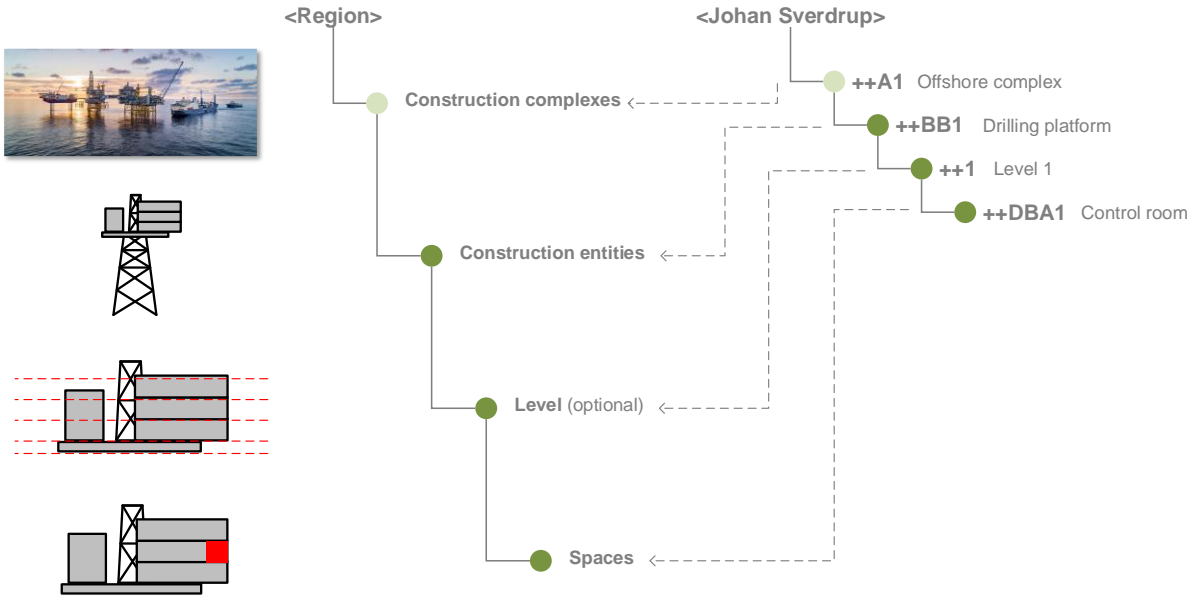 <Region>
<Johan Sverdrup>
++A1 Offshore complex
Construction complexes
++BB1 Drilling platform
++1 Level 1
++DBA1 Control room
Construction entities
Level (optional)
Spaces